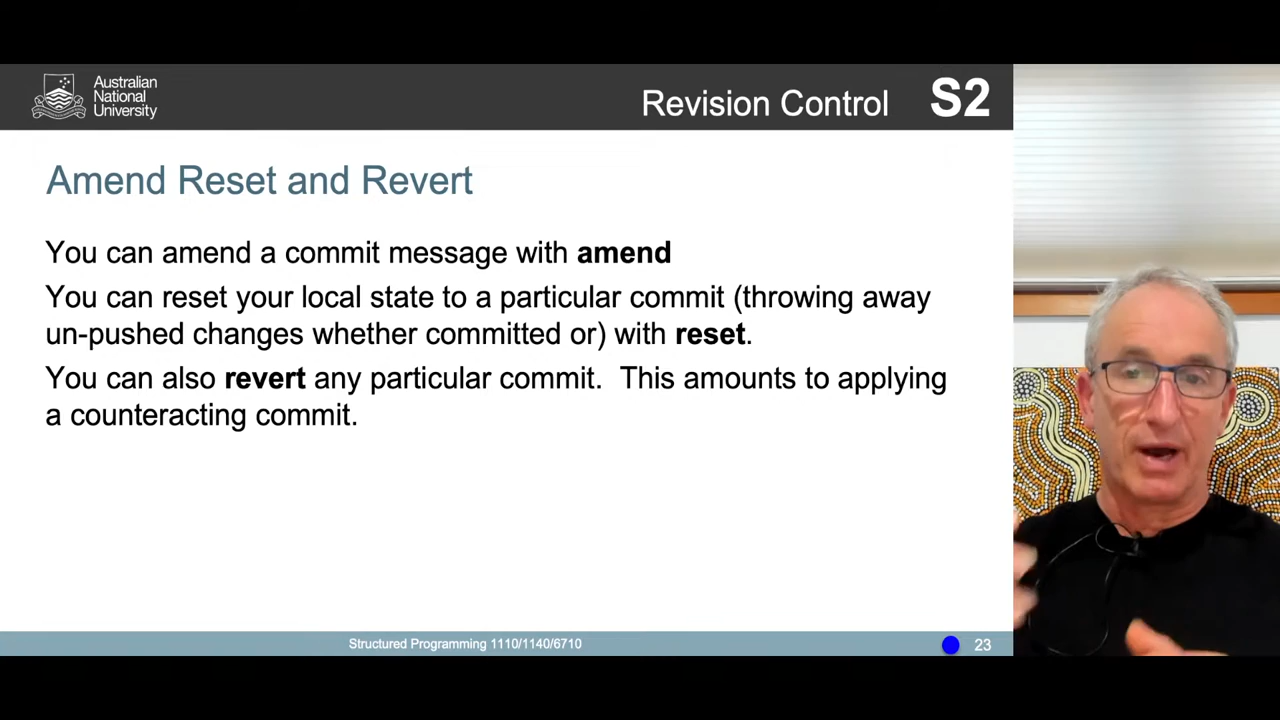 Australian
National
University
Revision Control S2
Amend Reset and Revert
You can amend a commit message with amend
You can reset your local state to a particular commit (throwing away
un-pushed changes whether committed or) with reset.
You can also revert any particular commit.  This amounts to applying
a counteracting commit.
Structured Programming 1110/1140/6710
23